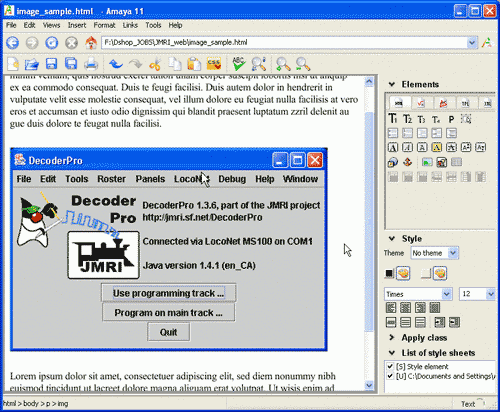 image_sample.html - Amaya 11
File Edit Views Insert Format Links Tools Help
F:\Dshop_JOBS\JMRI_web\image_sample.html
ex ea commodo consequat. Duis te feugi facilisi. Duis autem dolor in hendrerit in
vulputate velit esse molestie consequat, vel illum dolore eu feugiat nulla facilisis at vero
eros et accumsan et iusto odio dignissim qui blandit praesent luptatum zzril delenit au
gue duis dolore te feugat nulla facilisi.
DecoderPro
File Edit Tools Roster Panels LocoNet Debug Help Window
Decoder
Pro
DecoderPro 1.3.6, part of the JMRI project
http://jmri.sf.net/DecoderPro
Connected via LocoNet MS100 on COM1
JMRI
Java version 1.4.1 (en_CA)
Use programming track ...
Program on main track ...
Quit
Lorem ipsum dolor sit amet, consectetuer adipiscing elit, sed diem nonummy nibh
euismod tincidunt ut lacreet dolore magna aliguam erat volutpat. Ut wisis enim ad
html > body > p > img
Elements
Style
Theme No theme
Times 12
Apply class
List of style sheets
[S] Style element
[U] C:\Documents and Settings\
Text